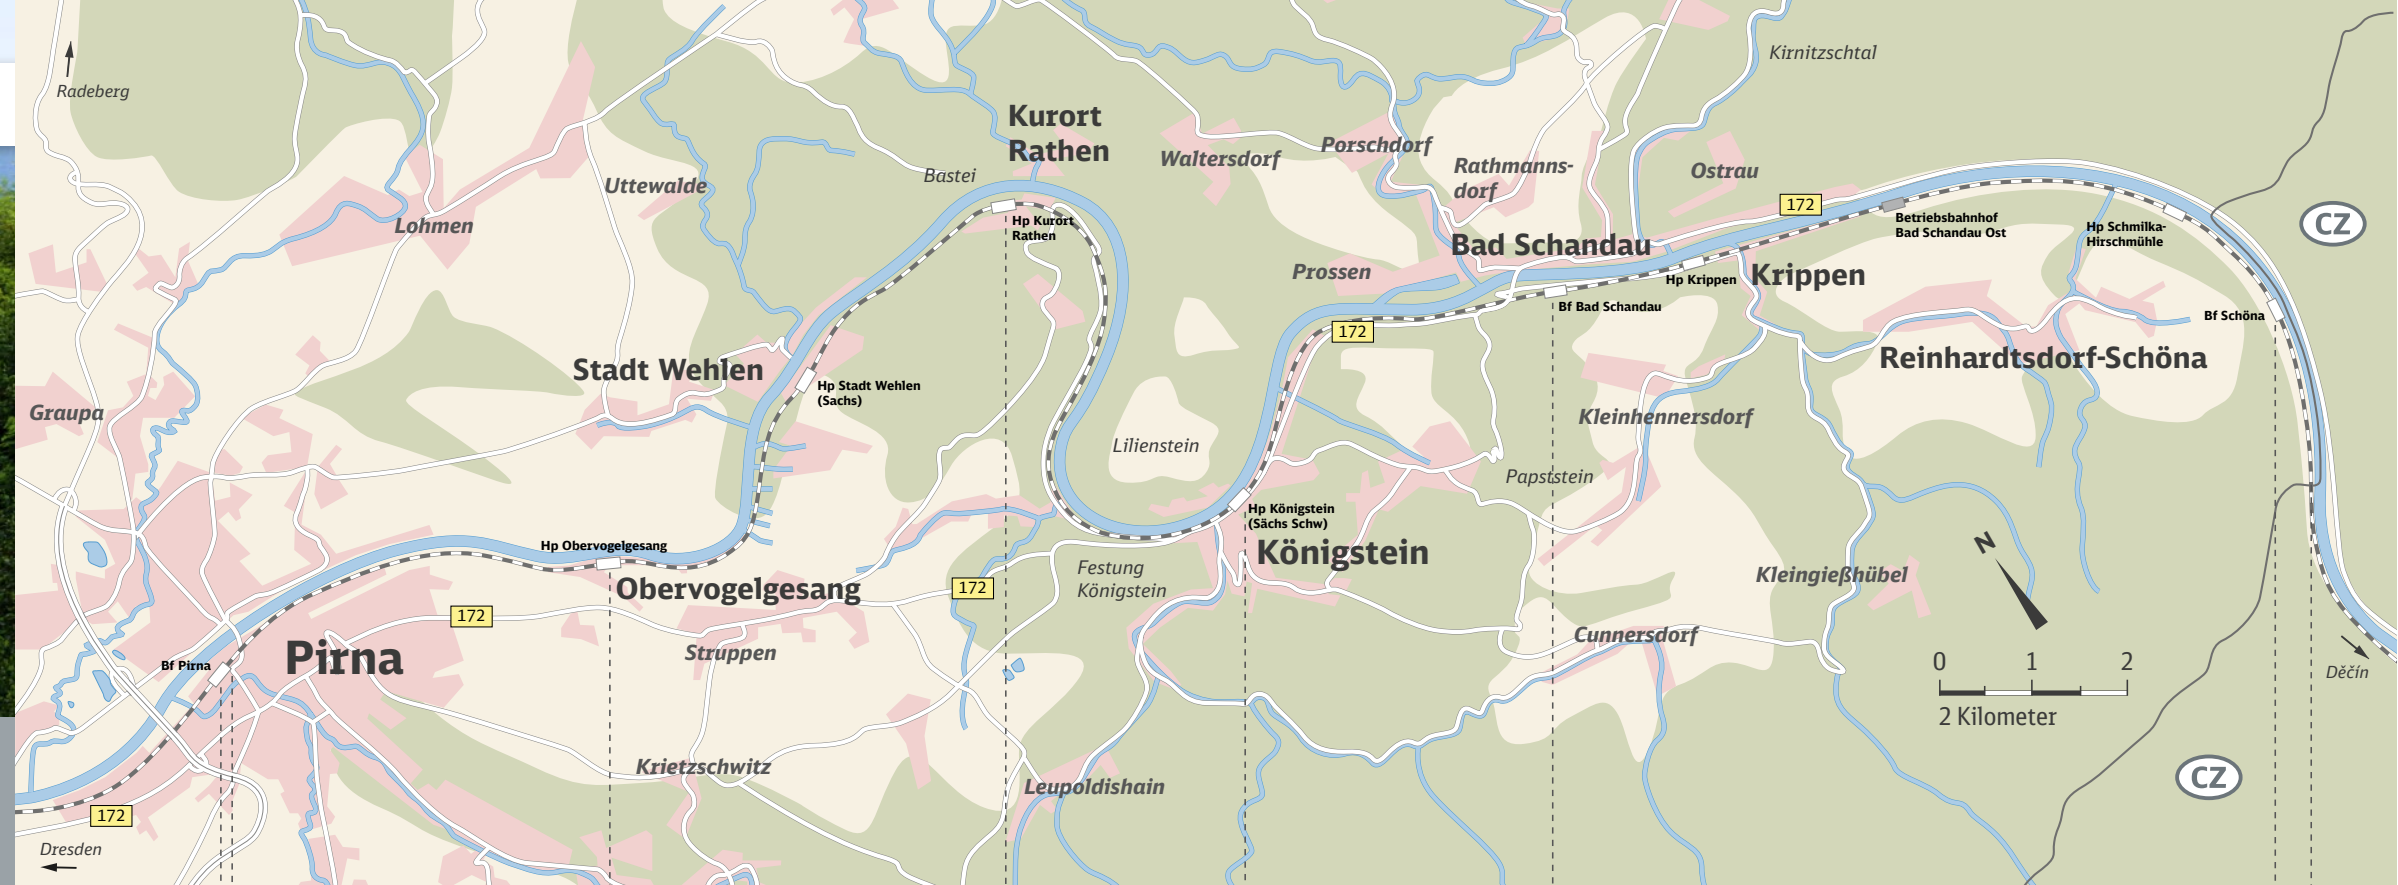 Radeberg
Kirnitzschtal
Kurort
Rathen
Bastei
Waltersdorf
Porschdorf
Rathmanns-
dorf
Ostrau
Uttewalde
Lohmen
172
Hp Kurort
Rathen
Betriebsbahnhof
Bad Schandau Ost
Hp Schmilka-
Hirschmühle
CZ
Bad Schandau
Prossen
Hp Krippen
Krippen
Bf Bad Schandau
Bf Schöna
172
Stadt Wehlen
Hp Stadt Wehlen
(Sachs)
Reinhardtsdorf-Schöna
Graupa
Kleinhennersdorf
Lilienstein
Papststein
Hp Königstein
(Sächs Schw)
Königstein
Hp Obervogelgesang
Obervogelgesang
172
Festung
Königstein
N
Kleingießhübel
172
Pirna
Bf Pirna
Struppen
Cunnersdorf
0 1 2
2 Kilometer
Děčín
Krietzschwitz
Leupoldishain
CZ
172
Dresden